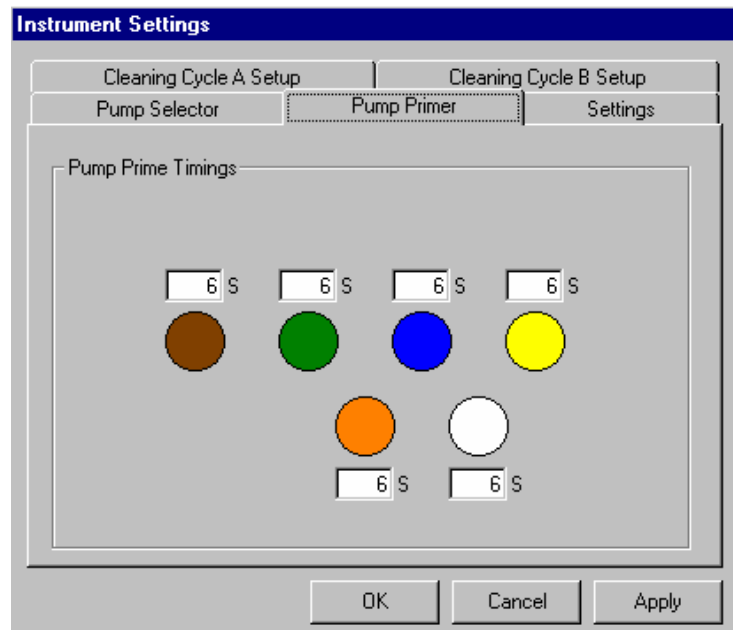 Instrument Settings
Cleaning Cycle A Setup Cleaning Cycle B Setup
Pump Selector Pump Primer Settings
Pump Prime Timings
6 S 6 S 6 S 6 S
6 S 6 S
OK Cancel Apply